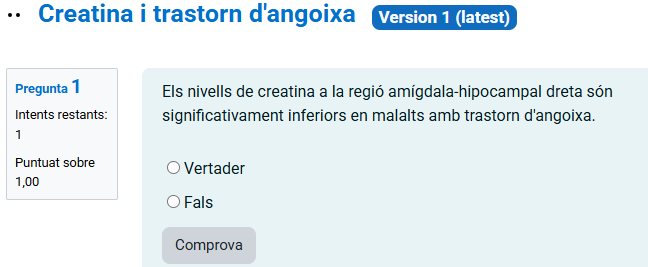 Creatina i trastorn d'angoixa Version 1 (latest)
Pregunta 1
Intents restants:
1
Puntuat sobre
1,00
Els nivells de creatina a la regió amígdala-hipocampal dreta són
significativament inferiors en malalts amb trastorn d'angoixa.
Vertader
Fals
Comprova